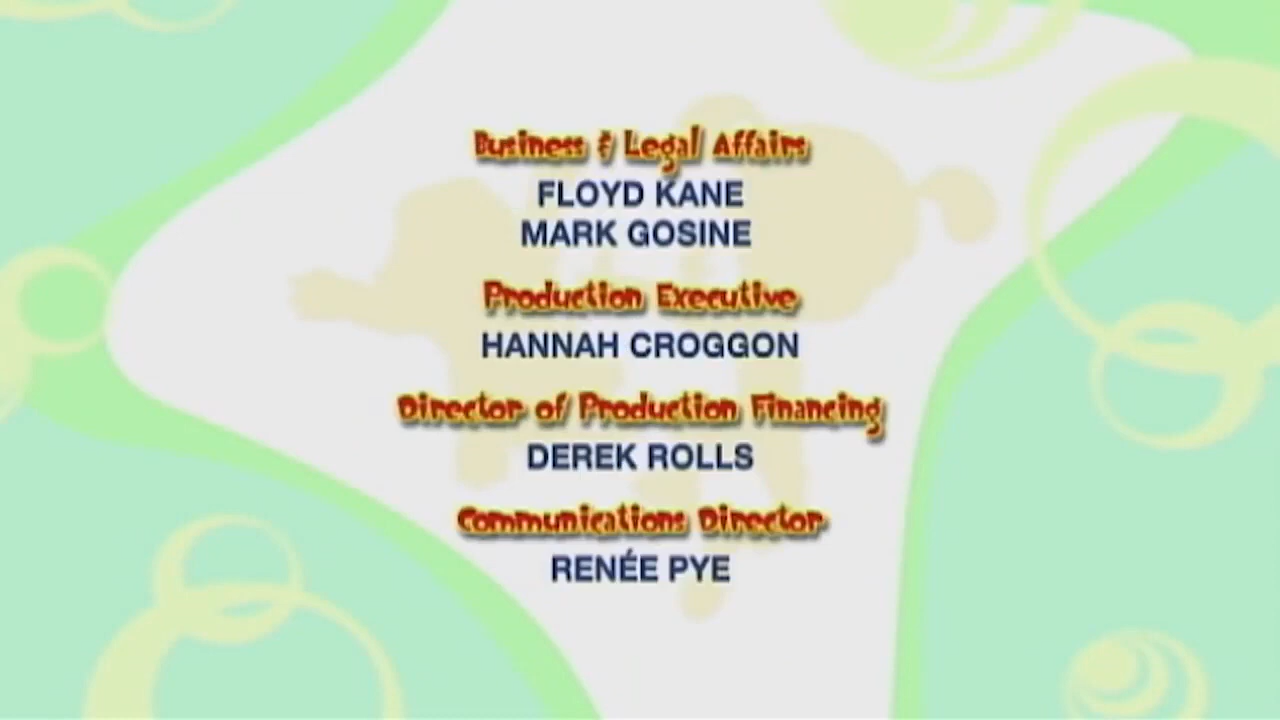 Business & Legal Affairs
FLOYD KANE
MARK GOSINE
Production Executive
HANNAH CROGGON
Director of Production Financing
DEREK ROLLS
Communications Director
RENÉE PYE